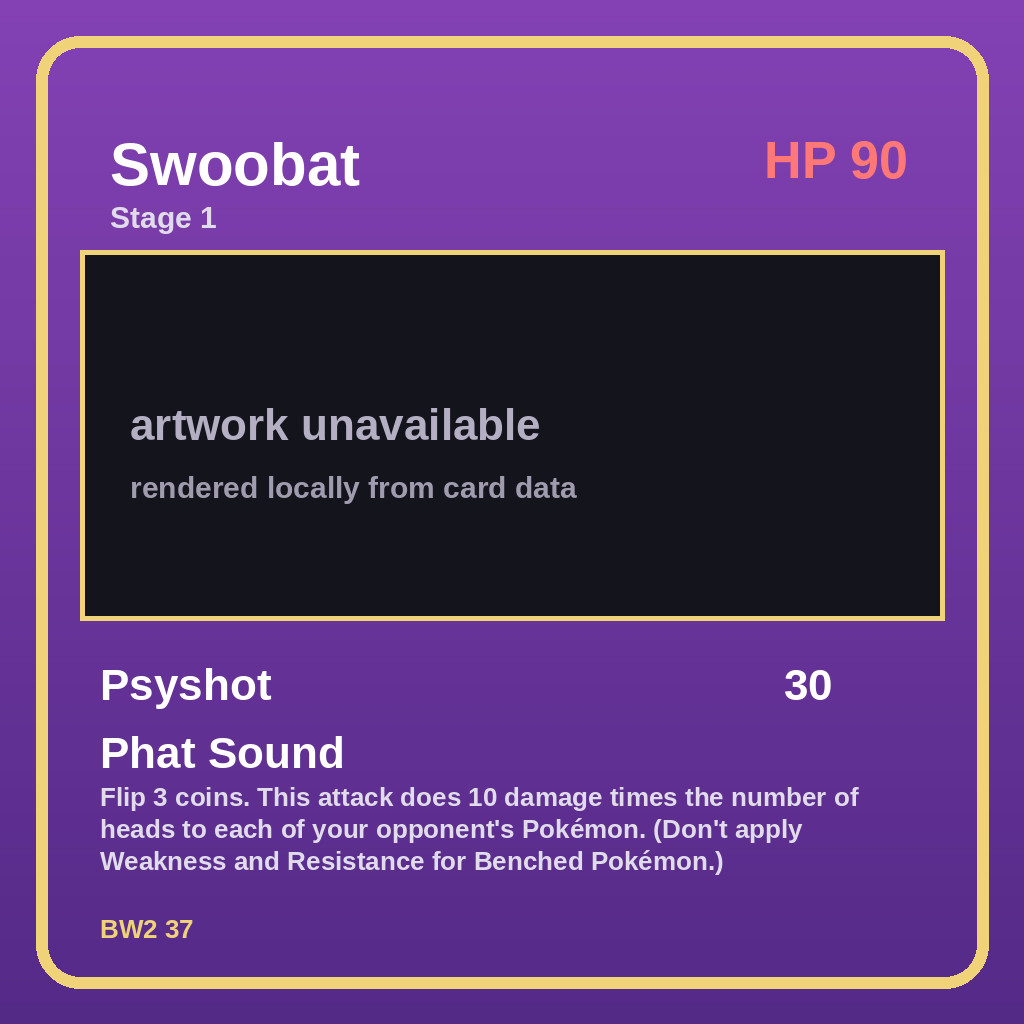 Swoobat
HP 90
Stage 1
artwork unavailable
rendered locally from card data
Psyshot
30
Phat Sound
Flip 3 coins. This attack does 10 damage times the number of
heads to each of your opponent's Pokémon. (Don't apply
Weakness and Resistance for Benched Pokémon.)
BW2 37